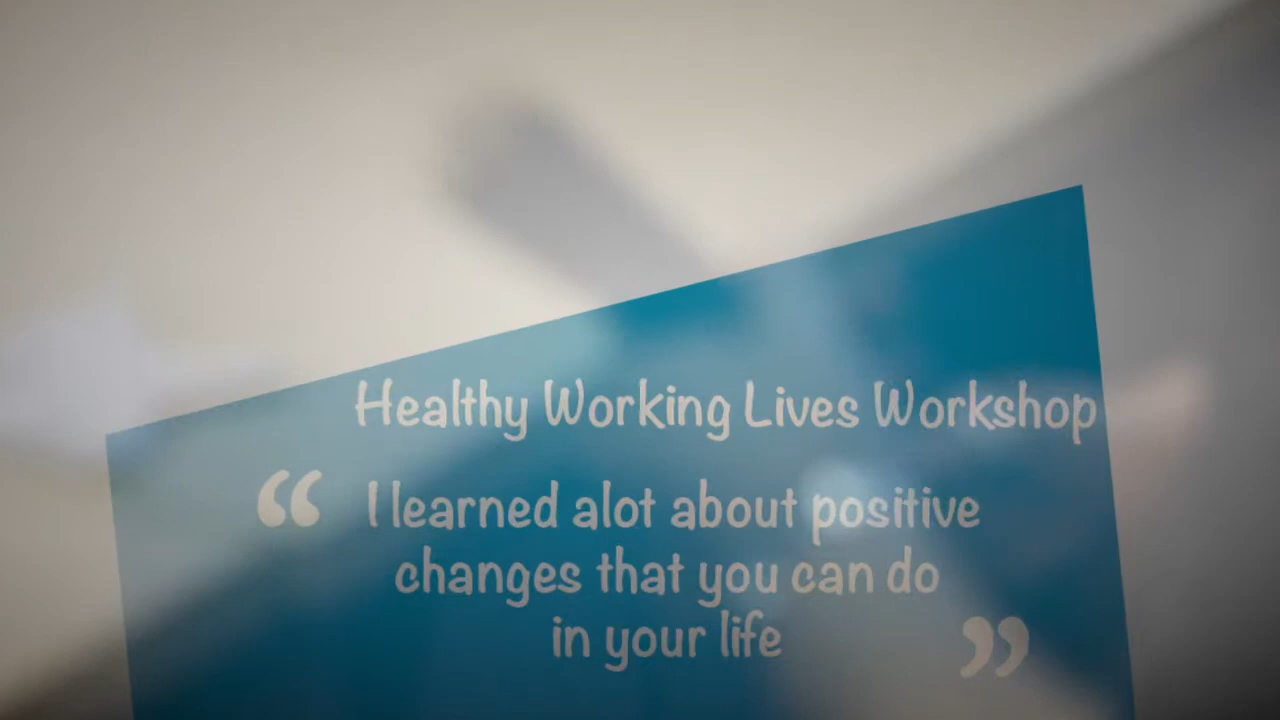 Healthy Working Lives Workshop
“ I learned alot about positive
changes that you can do
in your life ”